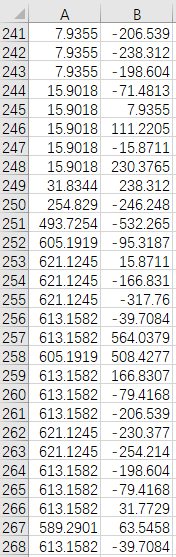 A B
241 7.9355 -206.539
242 7.9355 -238.312
243 7.9355 -198.604
244 15.9018 -71.4813
245 15.9018 7.9355
246 15.9018 111.2205
247 15.9018 -15.8711
248 15.9018 230.3765
249 31.8344 238.312
250 254.829 -246.248
251 493.7254 -532.265
252 605.1919 -95.3187
253 621.1245 15.8711
254 621.1245 -166.831
255 621.1245 -317.76
256 613.1582 -39.7084
257 613.1582 564.0379
258 605.1919 508.4277
259 613.1582 166.8307
260 613.1582 -79.4168
261 613.1582 -206.539
262 621.1245 -230.377
263 621.1245 -254.214
264 613.1582 -198.604
265 613.1582 -79.4168
266 613.1582 31.7729
267 589.2901 63.5458
268 613.1582 -39.7084